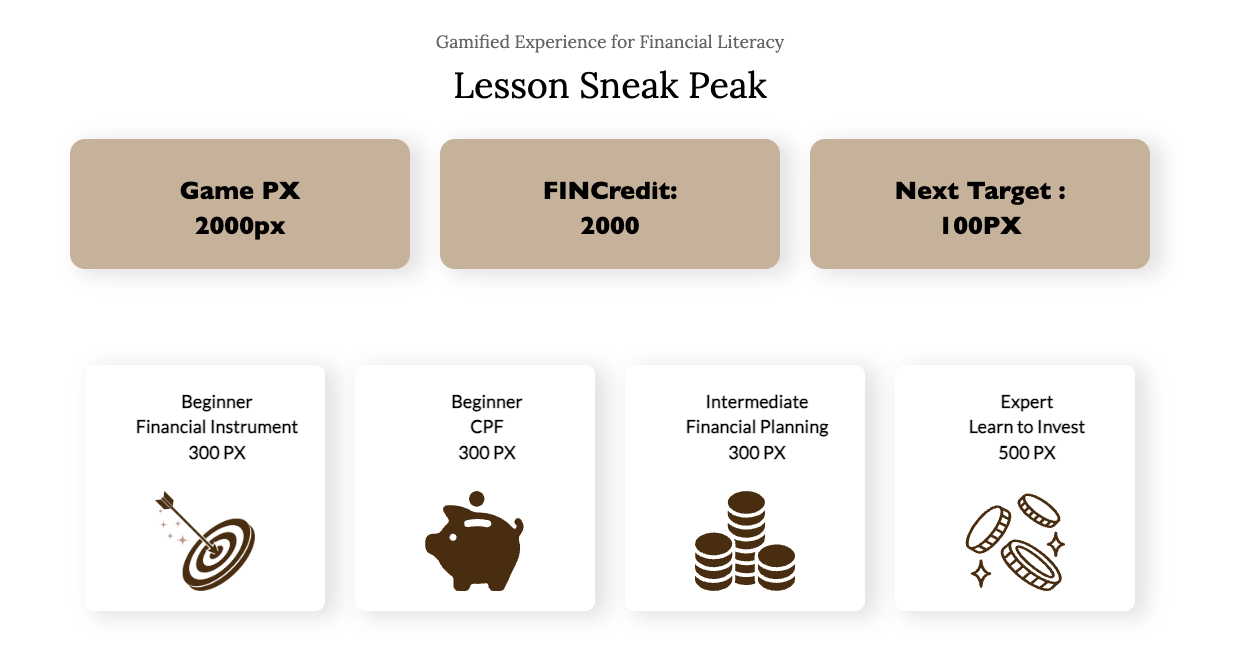 Gamified Experience for Financial Literacy
Lesson Sneak Peak
Game PX
2000px
FINCredit:
2000
Next Target :
100PX
Beginner
Financial Instrument
300 PX
Beginner
CPF
300 PX
Intermediate
Financial Planning
300 PX
Expert
Learn to Invest
500 PX